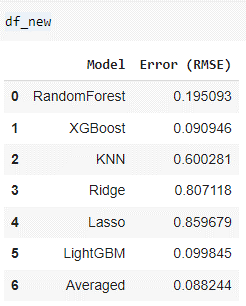 df_new
Model Error (RMSE)
0 RandomForest 0.195093
1 XGBoost 0.090946
2 KNN 0.600281
3 Ridge 0.807118
4 Lasso 0.859679
5 LightGBM 0.099845
6 Averaged 0.088244